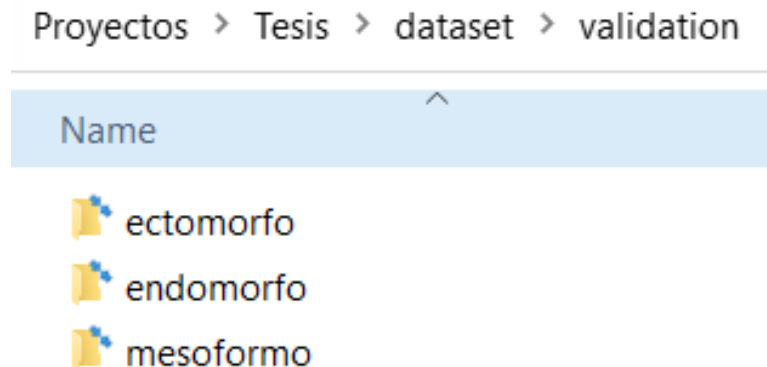 Proyectos > Tesis > dataset > validation
Name
ectomorfo
endomorfo
mesoformo